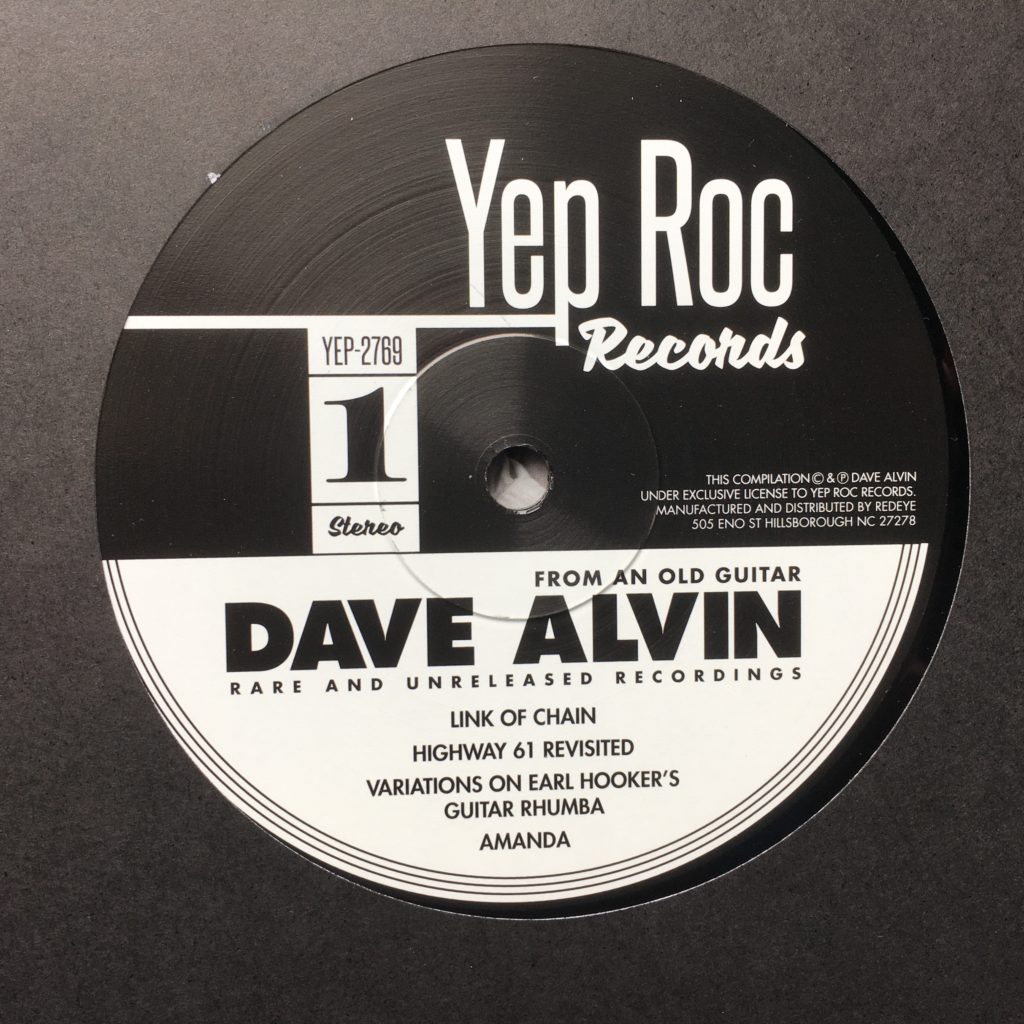 Yep Roc
Records
YEP-2769
1
Stereo
THIS COMPILATION © & ℗ DAVE ALVIN
UNDER EXCLUSIVE LICENSE TO YEP ROC RECORDS.
MANUFACTURED AND DISTRIBUTED BY REDEYE
505 ENO ST HILLSBOROUGH NC 27278
FROM AN OLD GUITAR
DAVE ALVIN
RARE AND UNRELEASED RECORDINGS
LINK OF CHAIN
HIGHWAY 61 REVISITED
VARIATIONS ON EARL HOOKER'S
GUITAR RHUMBA
AMANDA